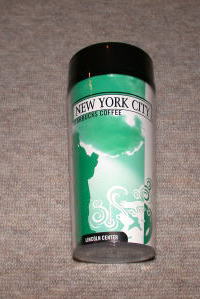 NEW YORK CITY
STARBUCKS COFFEE
LINCOLN CENTER